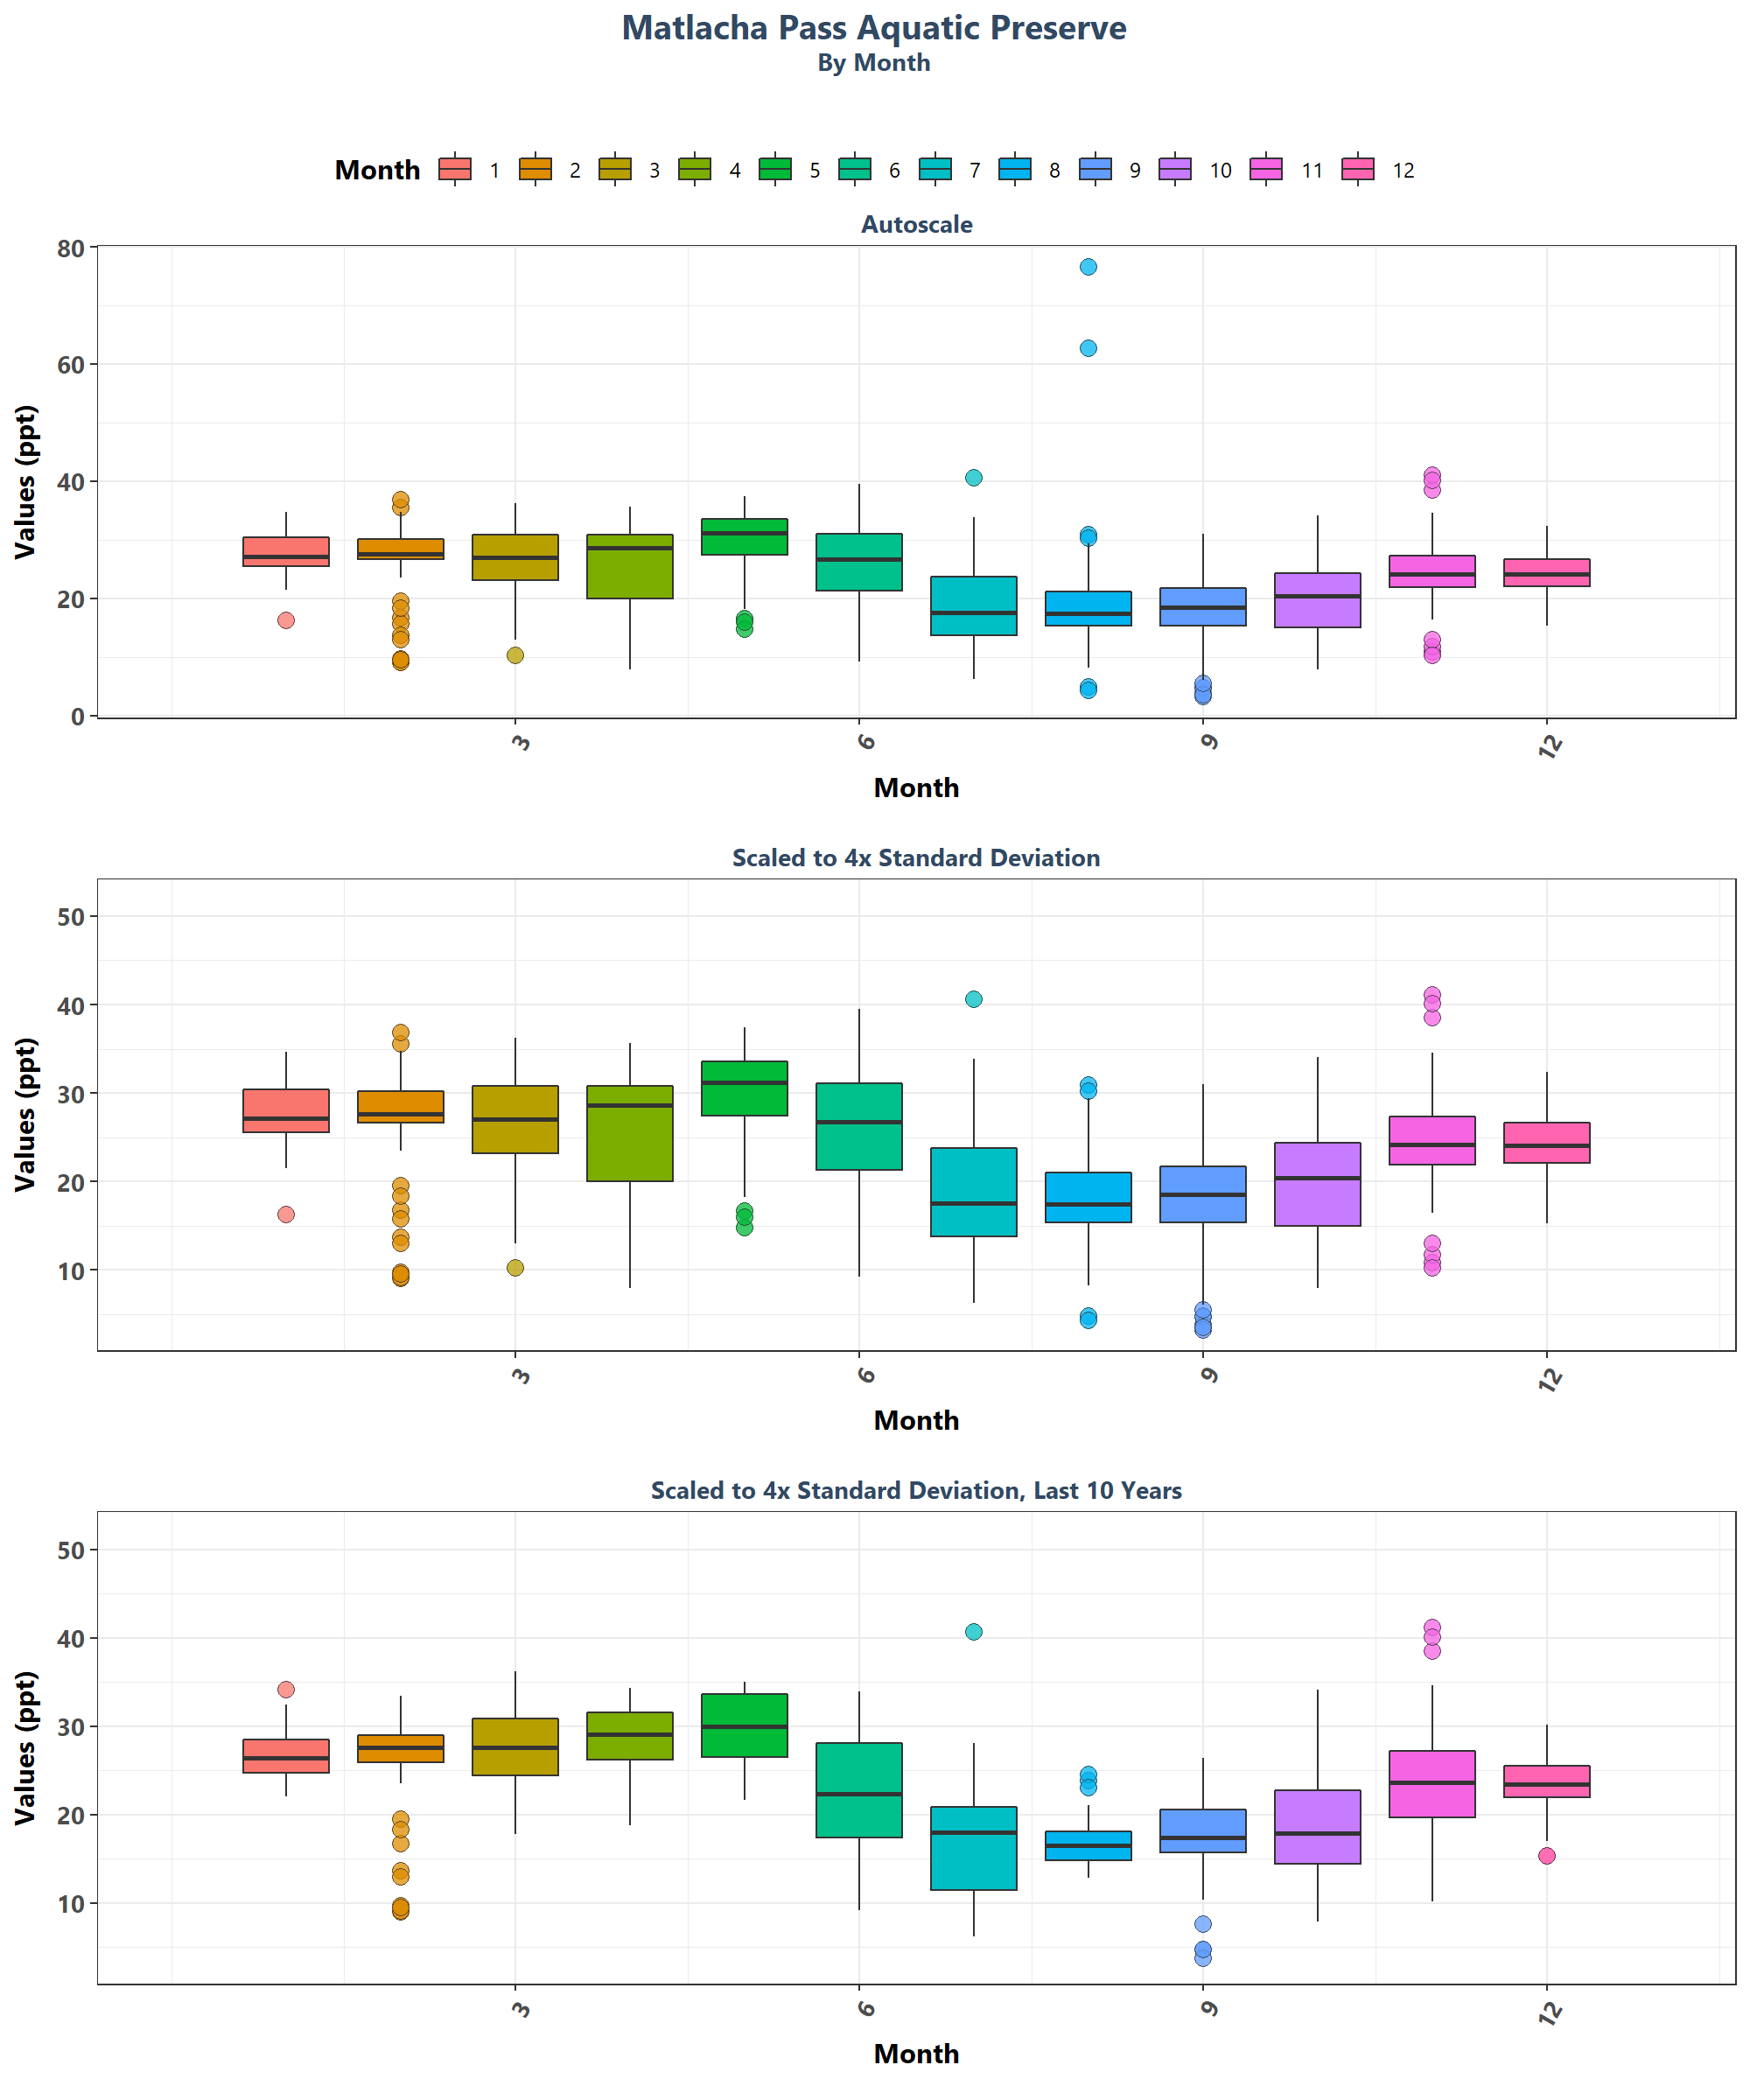 Matlacha Pass Aquatic Preserve
By Month
Month 1 2 3 4 5 6 7 8 9 10 11 12
Autoscale
Values (ppt)
80
60
40
20
0
3 6 9 12
Month
Scaled to 4x Standard Deviation
Values (ppt)
50
40
30
20
10
3 6 9 12
Month
Scaled to 4x Standard Deviation, Last 10 Years
Values (ppt)
50
40
30
20
10
3 6 9 12
Month